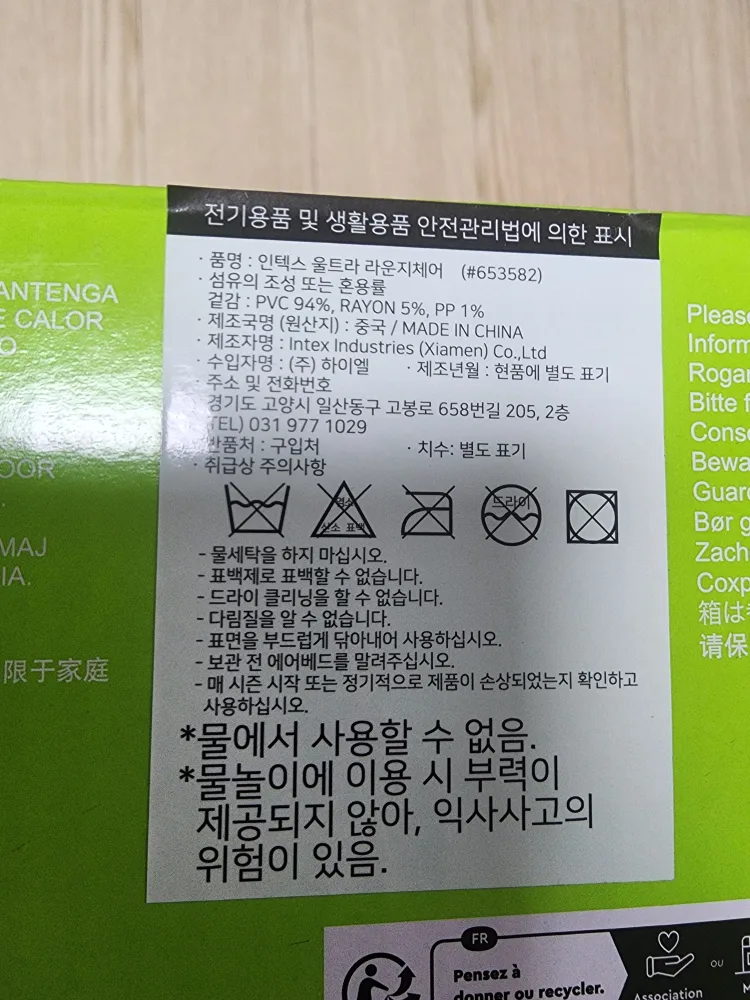 전기용품 및 생활용품 안전관리법에 의한 표시
· 품명 : 인텍스 울트라 라운지체어 (#653582)
· 섬유의 조성 또는 혼용률
겉감 : PVC 94%, RAYON 5%, PP 1%
· 제조국명 (원산지) : 중국 / MADE IN CHINA
· 제조자명 : Intex Industries (Xiamen) Co.,Ltd
· 수입자명 : (주) 하이엘 · 제조년월 : 현품에 별도 표기
· 주소 및 전화번호
경기도 고양시 일산동구 고봉로 658번길 205, 2층
TEL) 031 977 1029
반품처 : 구입처 · 치수: 별도 표기
· 취급상 주의사항
염소
산소 표백
드라이
- 물세탁을 하지 마십시오.
- 표백제로 표백할 수 없습니다.
- 드라이 클리닝을 할 수 없습니다.
- 다림질을 알 수 없습니다.
- 표면을 부드럽게 닦아내어 사용하십시오.
- 보관 전 에어베드를 말려주십시오.
- 매 시즌 시작 또는 정기적으로 제품이 손상되었는지 확인하고
사용하십시오.
*물에서 사용할 수 없음.
*물놀이에 이용 시 부력이
제공되지 않아, 익사사고의
위험이 있음.
ANTENGA
E CALOR
O
OOR
MAJ
IA.
限于家庭
Please
Inform
Rogar
Bitte f
Conse
Bewa
Guard
Bør g
Zach
Coxp
箱は
请保
FR
Pensez à
donner ou recycler.
Association
OU